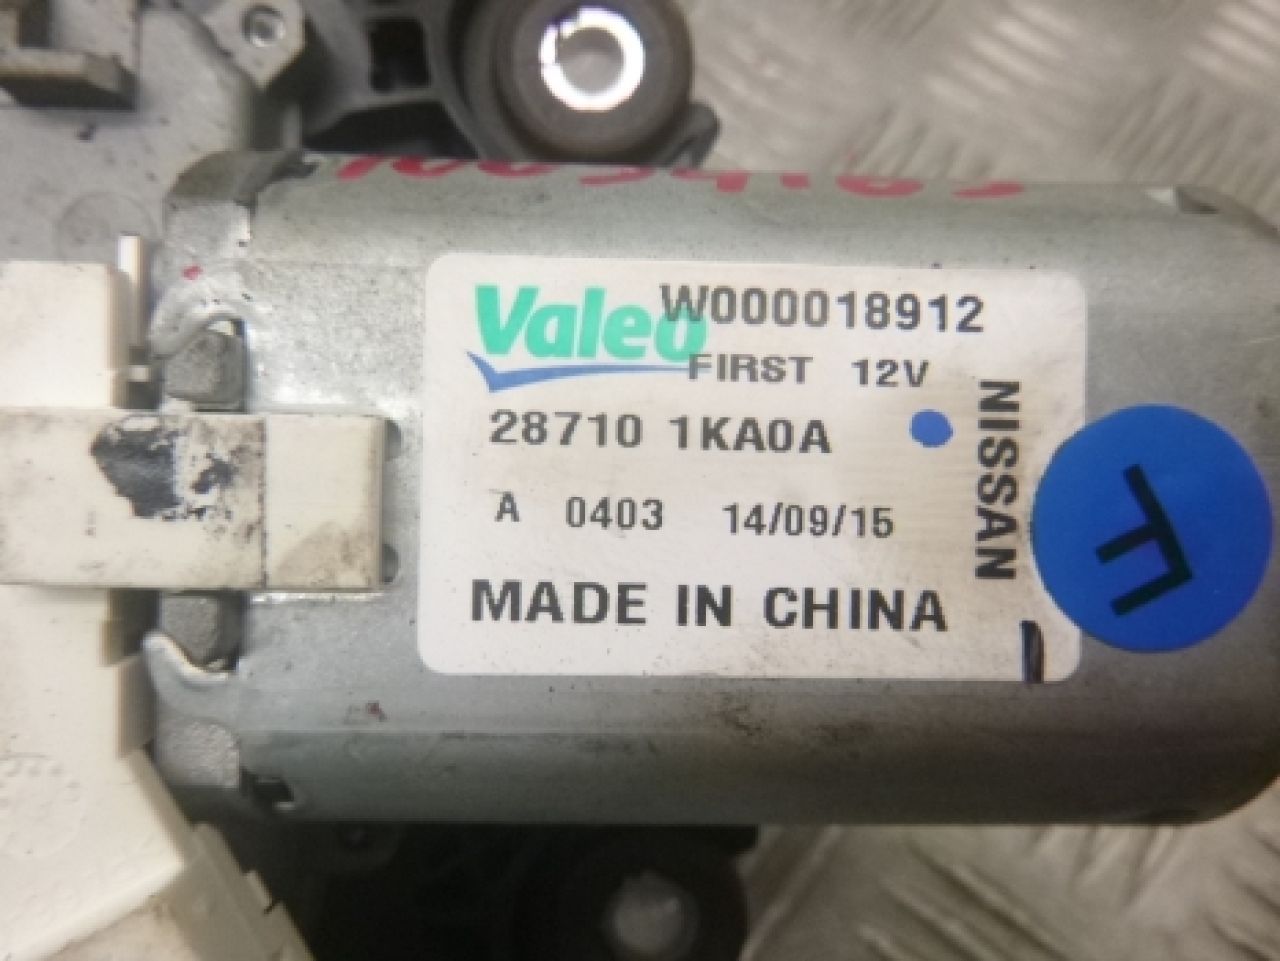 Valeo W000018912
FIRST 12V
28710 1KA0A
NISSAN
A 0403 14/09/15
MADE IN CHINA